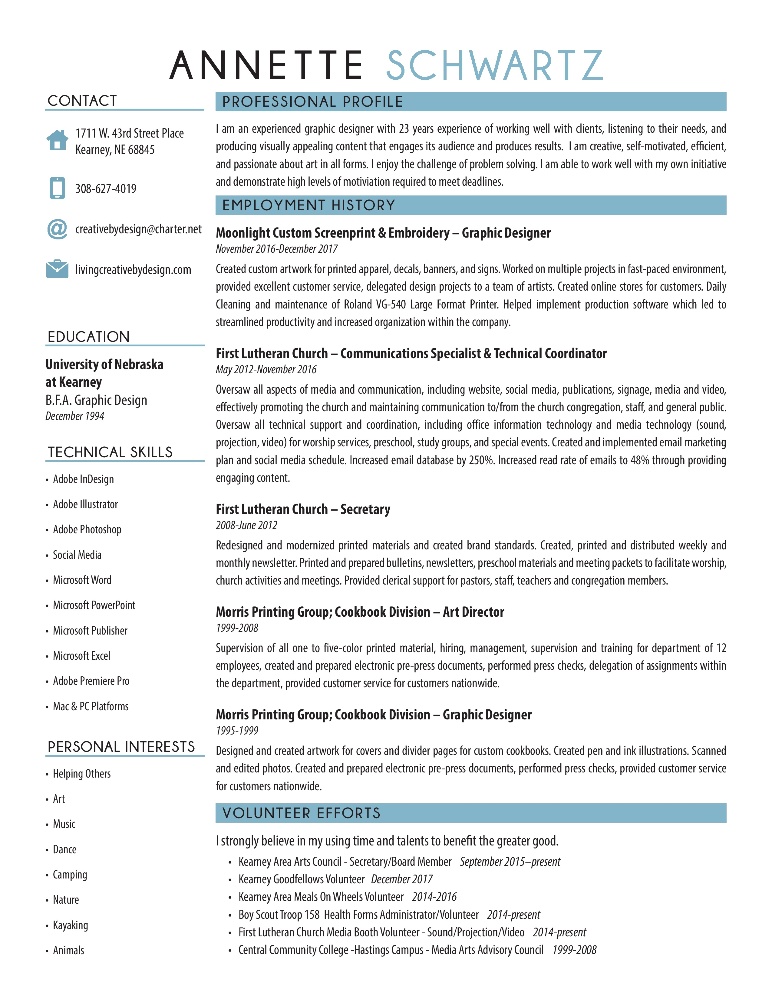 ANNETTE SCHWARTZ
CONTACT
1711 W. 43rd Street Place
Kearney, NE 68845
308-627-4019
creativebydesign@charter.net
livingcreativebydesign.com
EDUCATION
University of Nebraska
at Kearney
B.F.A. Graphic Design
December 1994
TECHNICAL SKILLS
• Adobe InDesign
• Adobe Illustrator
• Adobe Photoshop
• Social Media
• Microsoft Word
• Microsoft PowerPoint
• Microsoft Publisher
• Microsoft Excel
• Adobe Premiere Pro
• Mac & PC Platforms
PERSONAL INTERESTS
• Helping Others
• Art
• Music
• Dance
• Camping
• Nature
• Kayaking
• Animals
PROFESSIONAL PROFILE
I am an experienced graphic designer with 23 years experience of working well with clients, listening to their needs, and
producing visually appealing content that engages its audience and produces results. I am creative, self-motivated, efficient,
and passionate about art in all forms. I enjoy the challenge of problem solving. I am able to work well with my own initiative
and demonstrate high levels of motiviation required to meet deadlines.
EMPLOYMENT HISTORY
Moonlight Custom Screenprint & Embroidery – Graphic Designer
November 2016-December 2017
Created custom artwork for printed apparel, decals, banners, and signs. Worked on multiple projects in fast-paced environment,
provided excellent customer service, delegated design projects to a team of artists. Created online stores for customers. Daily
Cleaning and maintenance of Roland VG-540 Large Format Printer. Helped implement production software which led to
streamlined productivity and increased organization within the company.
First Lutheran Church – Communications Specialist & Technical Coordinator
May 2012-November 2016
Oversaw all aspects of media and communication, including website, social media, publications, signage, media and video,
effectively promoting the church and maintaining communication to/from the church congregation, staff, and general public.
Oversaw all technical support and coordination, including office information technology and media technology (sound,
projection, video) for worship services, preschool, study groups, and special events. Created and implemented email marketing
plan and social media schedule. Increased email database by 250%. Increased read rate of emails to 48% through providing
engaging content.
First Lutheran Church – Secretary
2008-June 2012
Redesigned and modernized printed materials and created brand standards. Created, printed and distributed weekly and
monthly newsletter. Printed and prepared bulletins, newsletters, preschool materials and meeting packets to facilitate worship,
church activities and meetings. Provided clerical support for pastors, staff, teachers and congregation members.
Morris Printing Group; Cookbook Division – Art Director
1999-2008
Supervision of all one to five-color printed material, hiring, management, supervision and training for department of 12
employees, created and prepared electronic pre-press documents, performed press checks, delegation of assignments within
the department, provided customer service for customers nationwide.
Morris Printing Group; Cookbook Division – Graphic Designer
1995-1999
Designed and created artwork for covers and divider pages for custom cookbooks. Created pen and ink illustrations. Scanned
and edited photos. Created and prepared electronic pre-press documents, performed press checks, provided customer service
for customers nationwide.
VOLUNTEER EFFORTS
I strongly believe in my using time and talents to benefit the greater good.
• Kearney Area Arts Council - Secretary/Board Member September 2015–present
• Kearney Goodfellows Volunteer December 2017
• Kearney Area Meals On Wheels Volunteer 2014-2016
• Boy Scout Troop 158 Health Forms Administrator/Volunteer 2014-present
• First Lutheran Church Media Booth Volunteer - Sound/Projection/Video 2014-present
• Central Community College -Hastings Campus - Media Arts Advisory Council 1999-2008